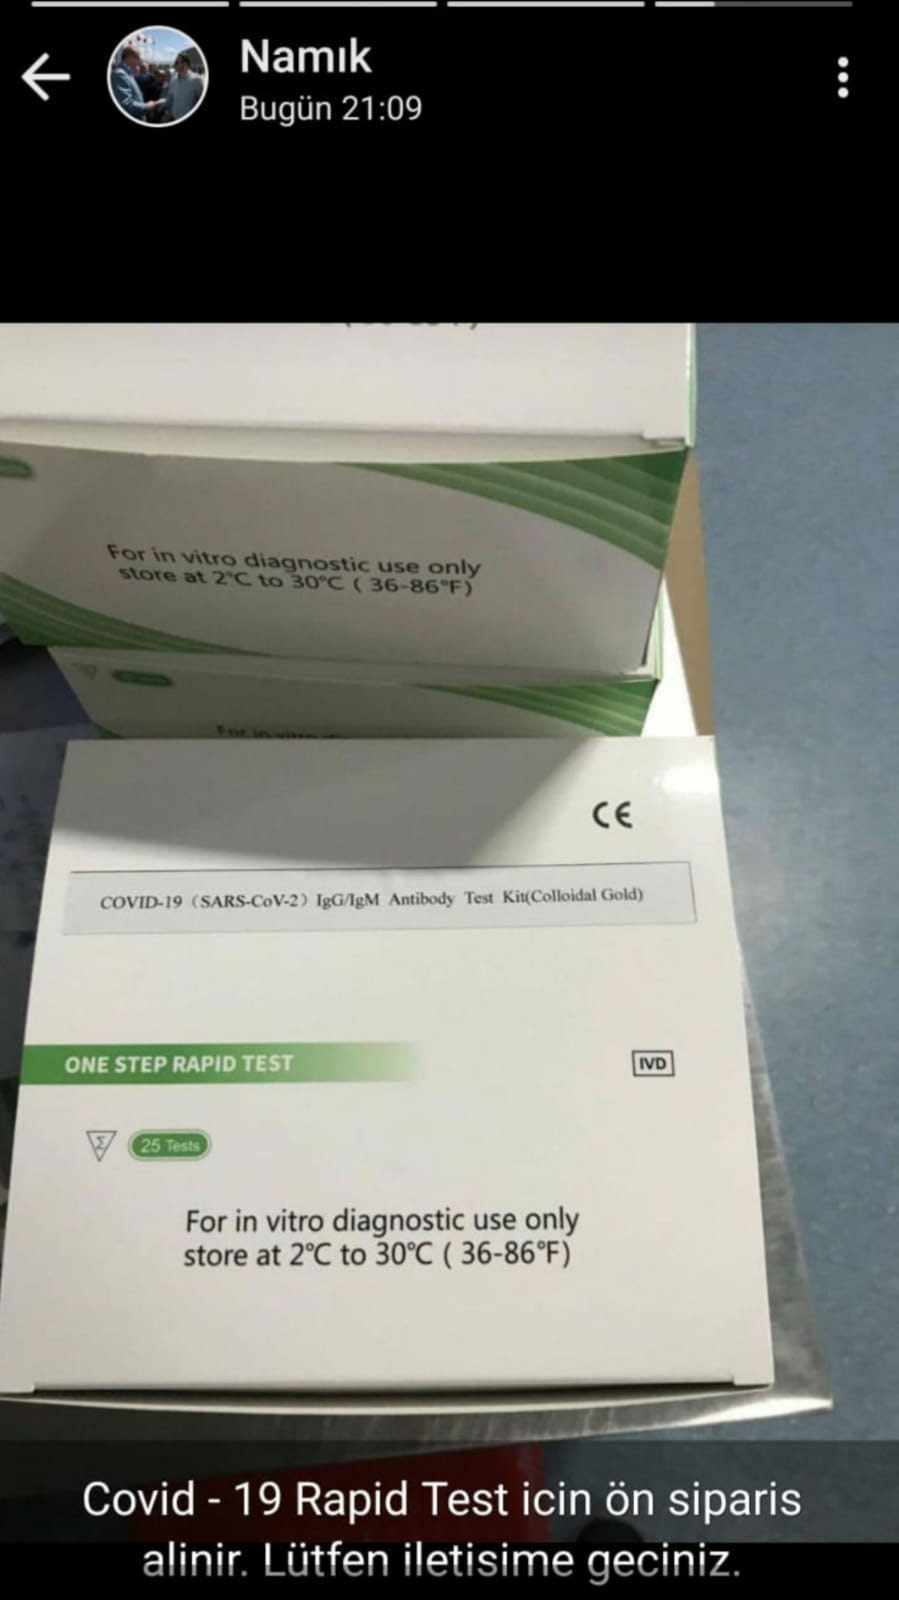 Namık
Bugün 21:09
For in vitro diagnostic use only
store at 2℃ to 30℃ ( 36-86℉)
For in vitro
CE
COVID-19（SARS-CoV-2）IgG/IgM Antibody Test Kit(Colloidal Gold)
ONE STEP RAPID TEST
IVD
Σ 25 Tests
For in vitro diagnostic use only
store at 2℃ to 30℃ ( 36-86℉)
Covid - 19 Rapid Test icin ön siparis
alinir. Lütfen iletisime geciniz.